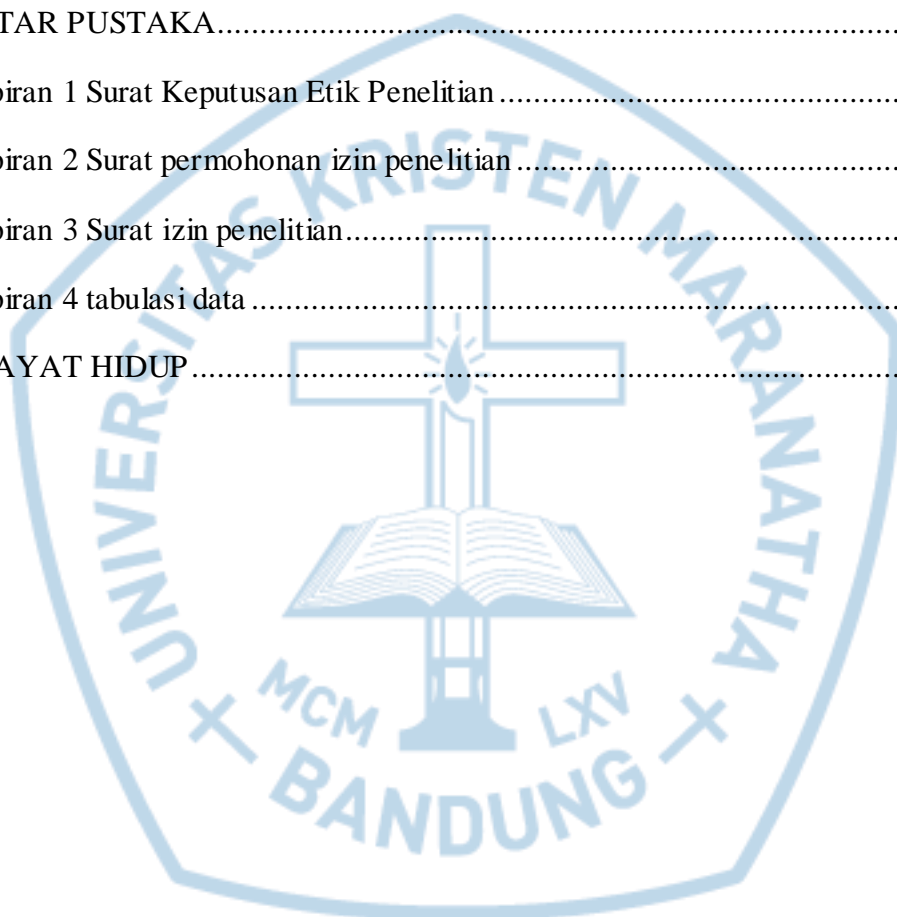 TAR PUSTAKA....................................................................................................
piran 1 Surat Keputusan Etik Penelitian ..........................................................
piran 2 Surat permohonan izin penelitian ........................................................
piran 3 Surat izin penelitian..............................................................................
piran 4 tabulasi data .........................................................................................
AYAT HIDUP ...................................................................................................
UNIVERSITAS KRISTEN MARANATHA
MCM LXV
BANDUNG